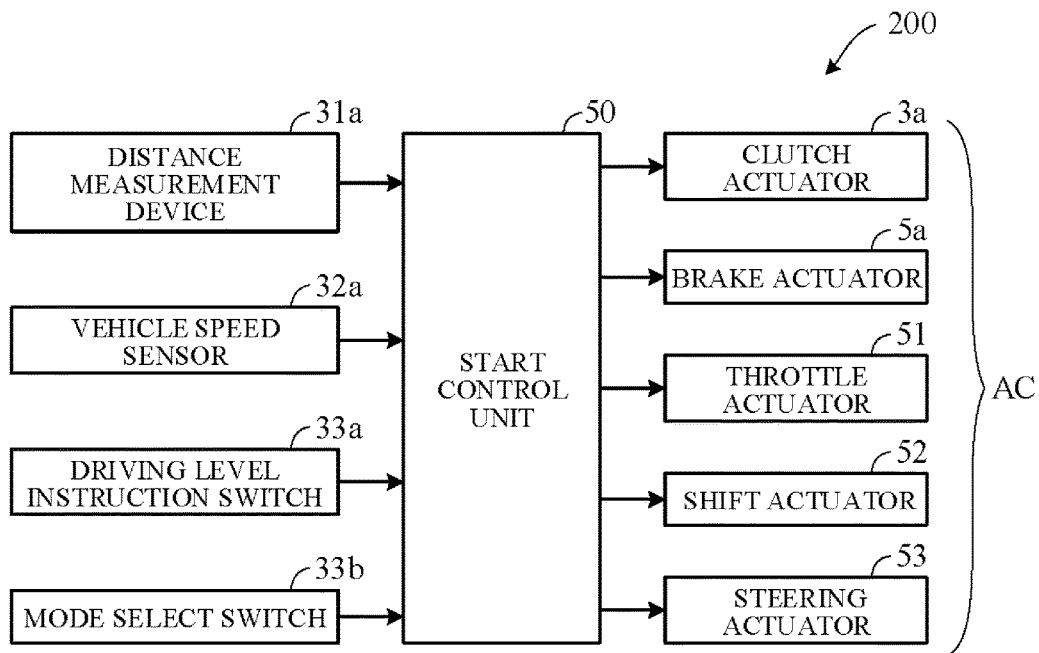 200
31a
DISTANCE
MEASUREMENT
DEVICE
32a
VEHICLE SPEED
SENSOR
33a
DRIVING LEVEL
INSTRUCTION SWITCH
33b
MODE SELECT SWITCH
50
START
CONTROL
UNIT
3a
CLUTCH
ACTUATOR
5a
BRAKE ACTUATOR
51
THROTTLE
ACTUATOR
52
SHIFT ACTUATOR
53
STEERING
ACTUATOR
AC